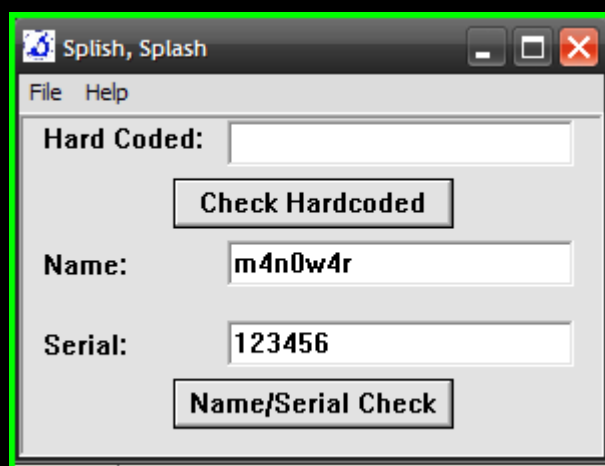 Splish, Splash
File Help
Hard Coded:
Check Hardcoded
Name: m4n0w4r
Serial: 123456
Name/Serial Check